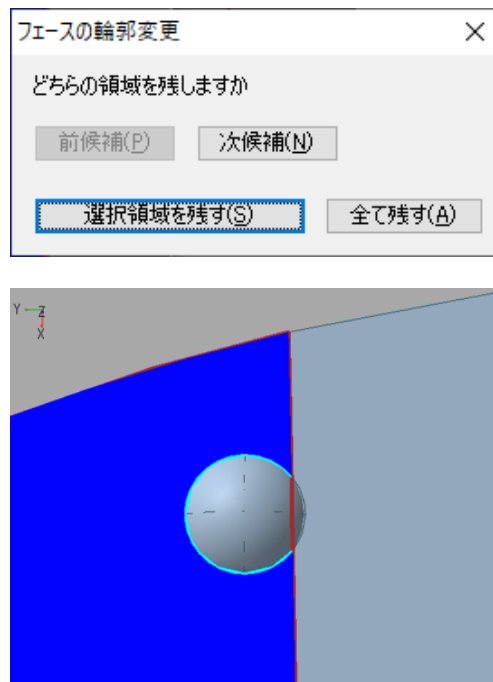 フェースの輪郭変更
どちらの領域を残しますか
前候補(P) 次候補(N)
選択領域を残す(S) 全て残す(A)
Y Z
X